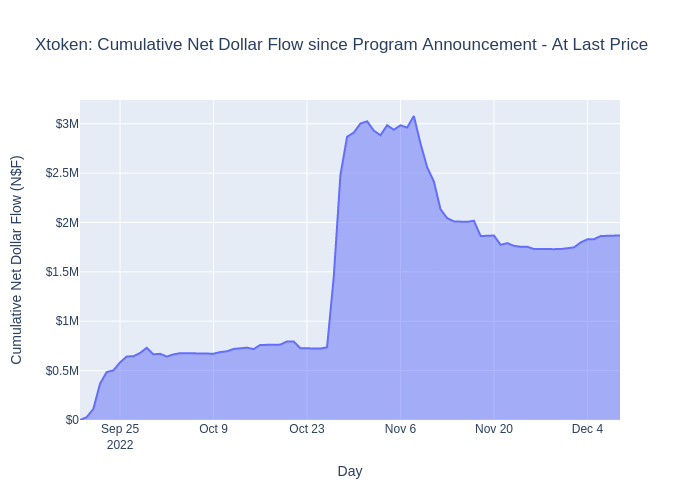 Xtoken: Cumulative Net Dollar Flow since Program Announcement - At Last Price
Cumulative Net Dollar Flow (N$F)
$3M
$2.5M
$2M
$1.5M
$1M
$0.5M
$0
Sep 25
2022
Oct 9
Oct 23
Nov 6
Nov 20
Dec 4
Day